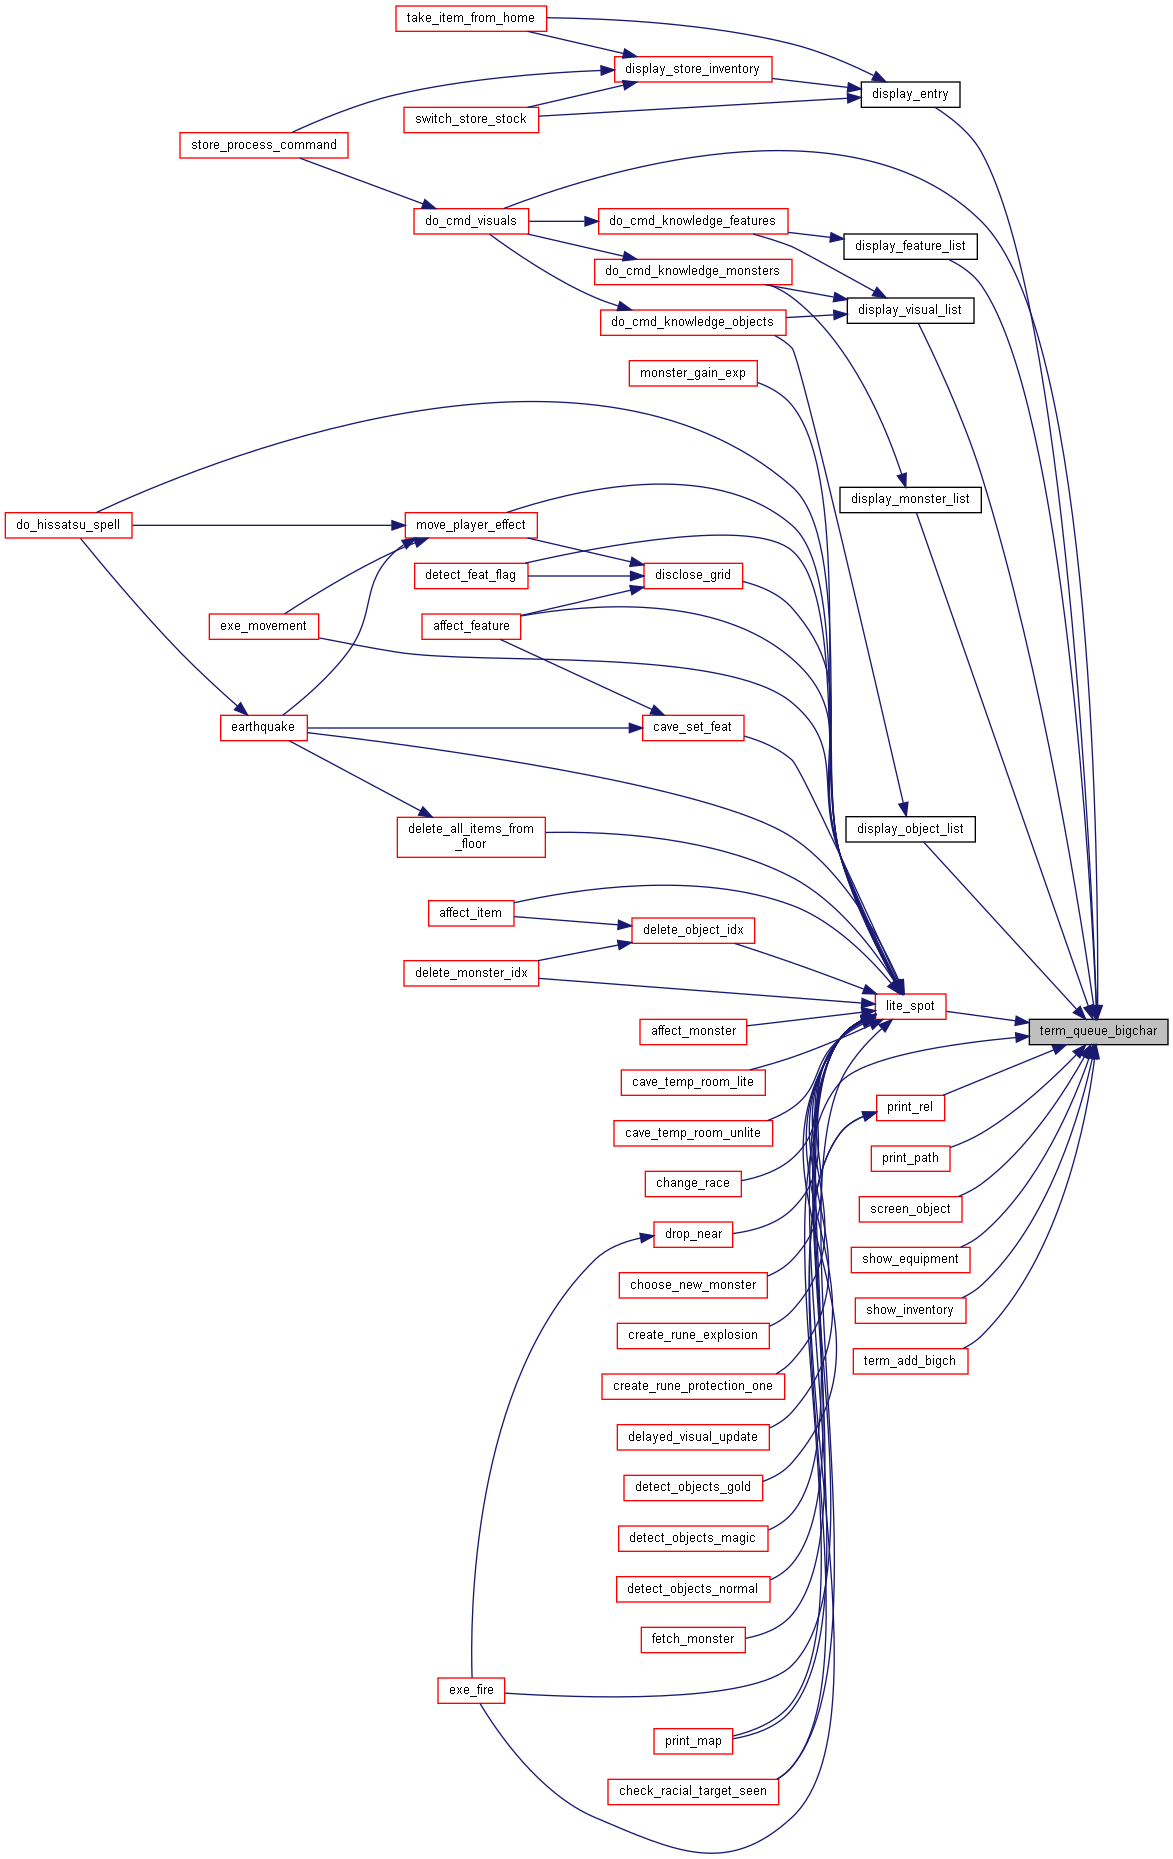 take_item_from_home
display_store_inventory
display_entry
switch_store_stock
store_process_command
do_cmd_visuals
do_cmd_knowledge_features
display_feature_list
do_cmd_knowledge_monsters
display_visual_list
do_cmd_knowledge_objects
monster_gain_exp
display_monster_list
do_hissatsu_spell
move_player_effect
detect_feat_flag
disclose_grid
exe_movement
affect_feature
earthquake
cave_set_feat
delete_all_items_from
_floor
display_object_list
affect_item
delete_object_idx
delete_monster_idx
lite_spot
term_queue_bigchar
affect_monster
cave_temp_room_lite
print_rel
cave_temp_room_unlite
print_path
change_race
screen_object
drop_near
show_equipment
choose_new_monster
show_inventory
create_rune_explosion
term_add_bigch
create_rune_protection_one
delayed_visual_update
detect_objects_gold
detect_objects_magic
detect_objects_normal
fetch_monster
exe_fire
print_map
check_racial_target_seen